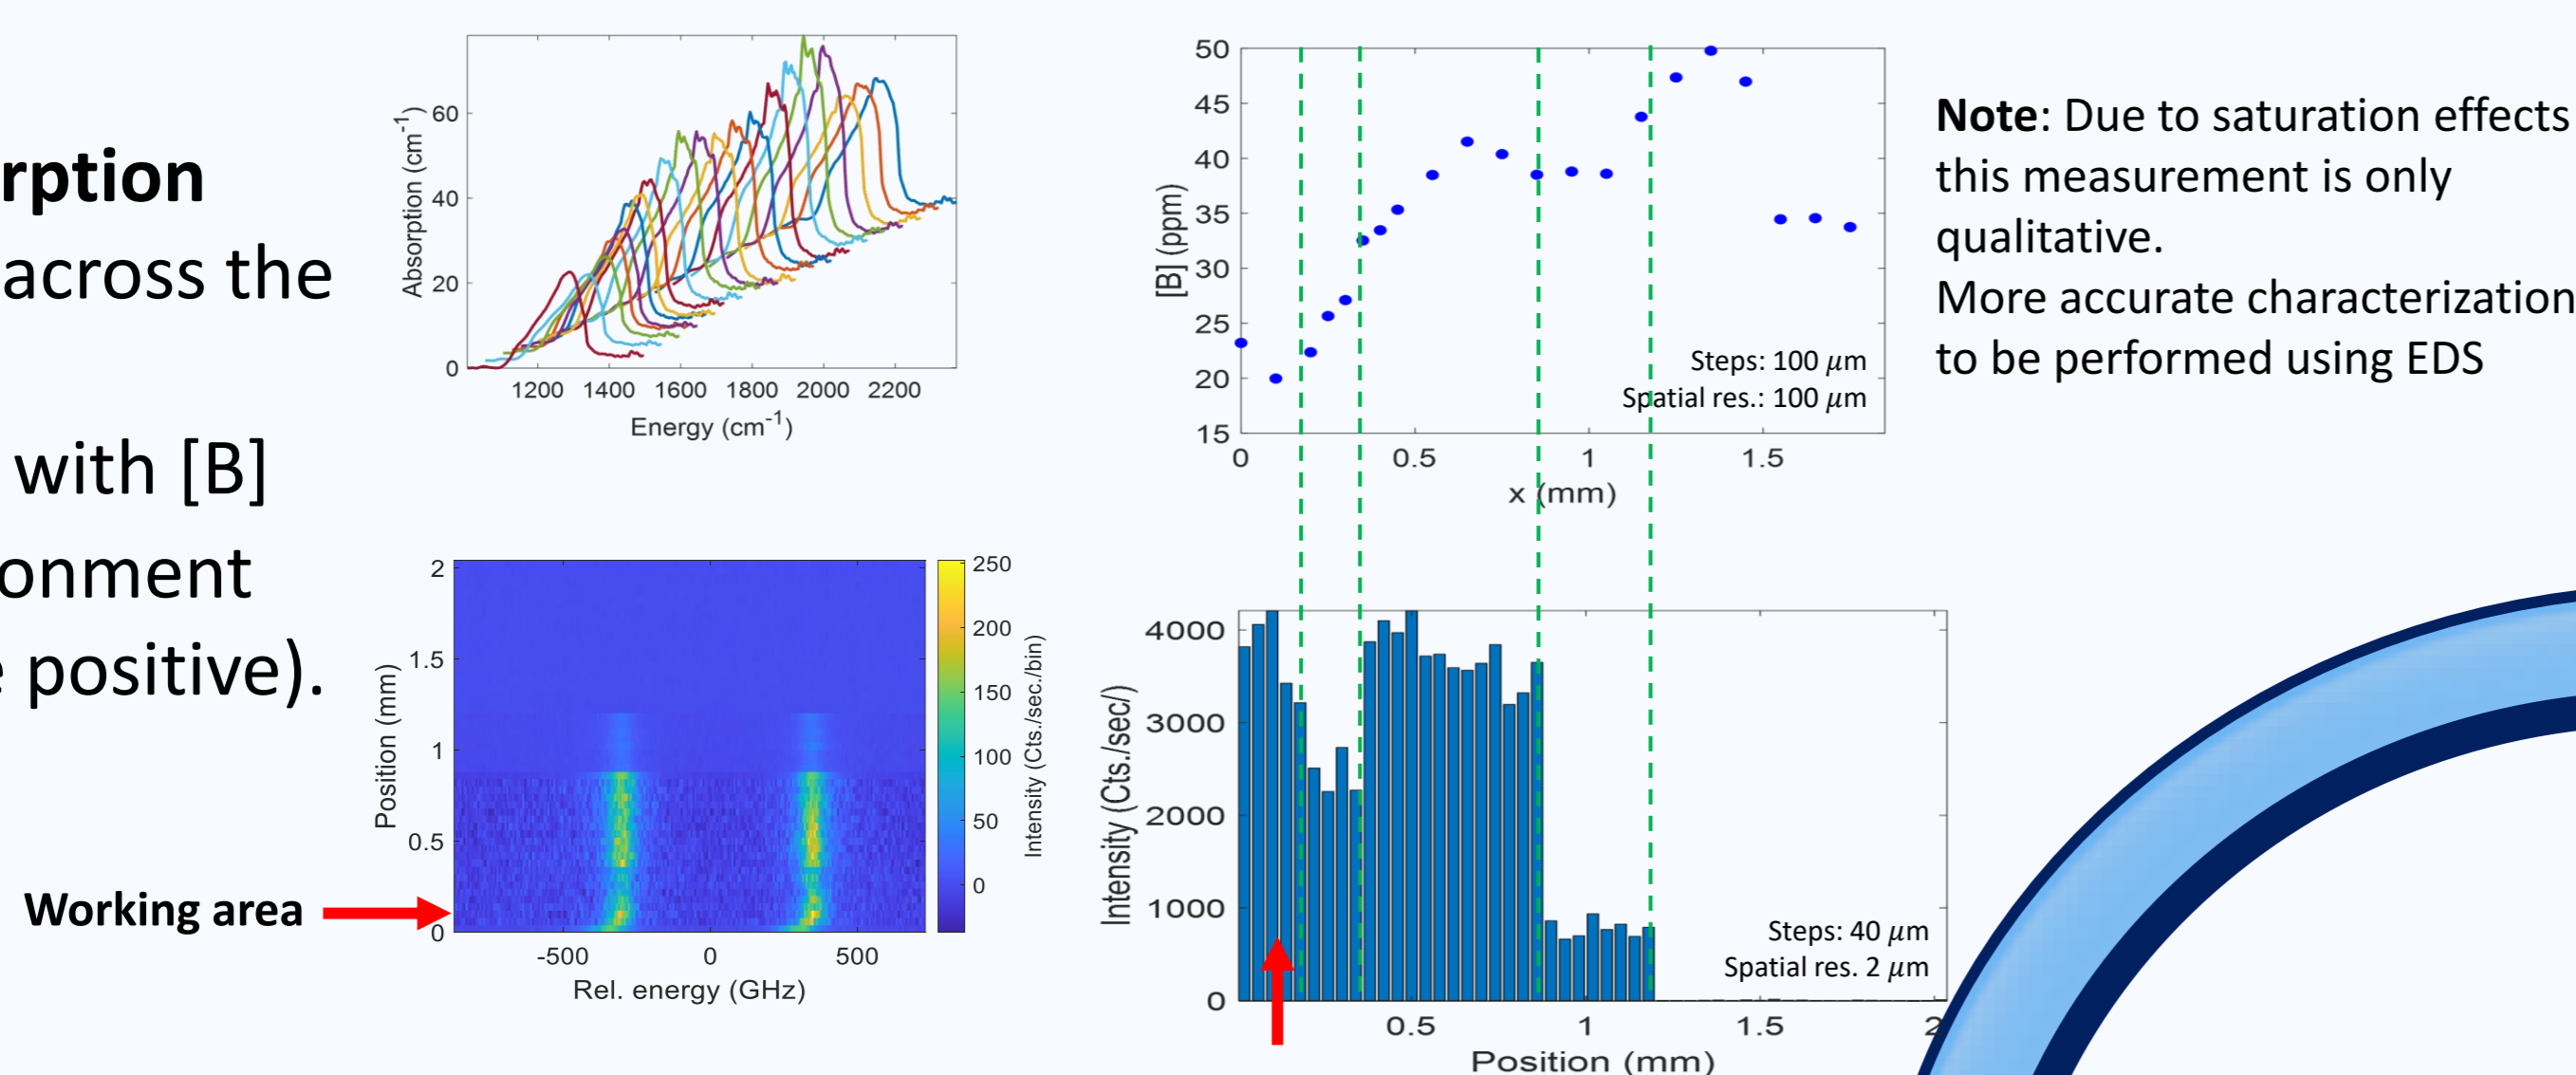 rption
across the
with [B]
onment
e positive).
Working area
Absorption (cm-1)
60
40
20
0
1200 1400 1600 1800 2000 2200
Energy (cm-1)
Position (mm)
2
1.5
1
0.5
0
-500 0 500
Rel. energy (GHz)
250
200
150
100
50
0
Intensity (Cts./sec./bin)
[B] (ppm)
50
45
40
35
30
25
20
15
Steps: 100 μm
Spatial res.: 100 μm
0 0.5 1 1.5
x (mm)
Intensity (Cts./sec/)
4000
3000
2000
1000
0
Steps: 40 μm
Spatial res. 2 μm
0.5 1 1.5 2
Position (mm)
Note: Due to saturation effects
this measurement is only
qualitative.
More accurate characterization
to be performed using EDS